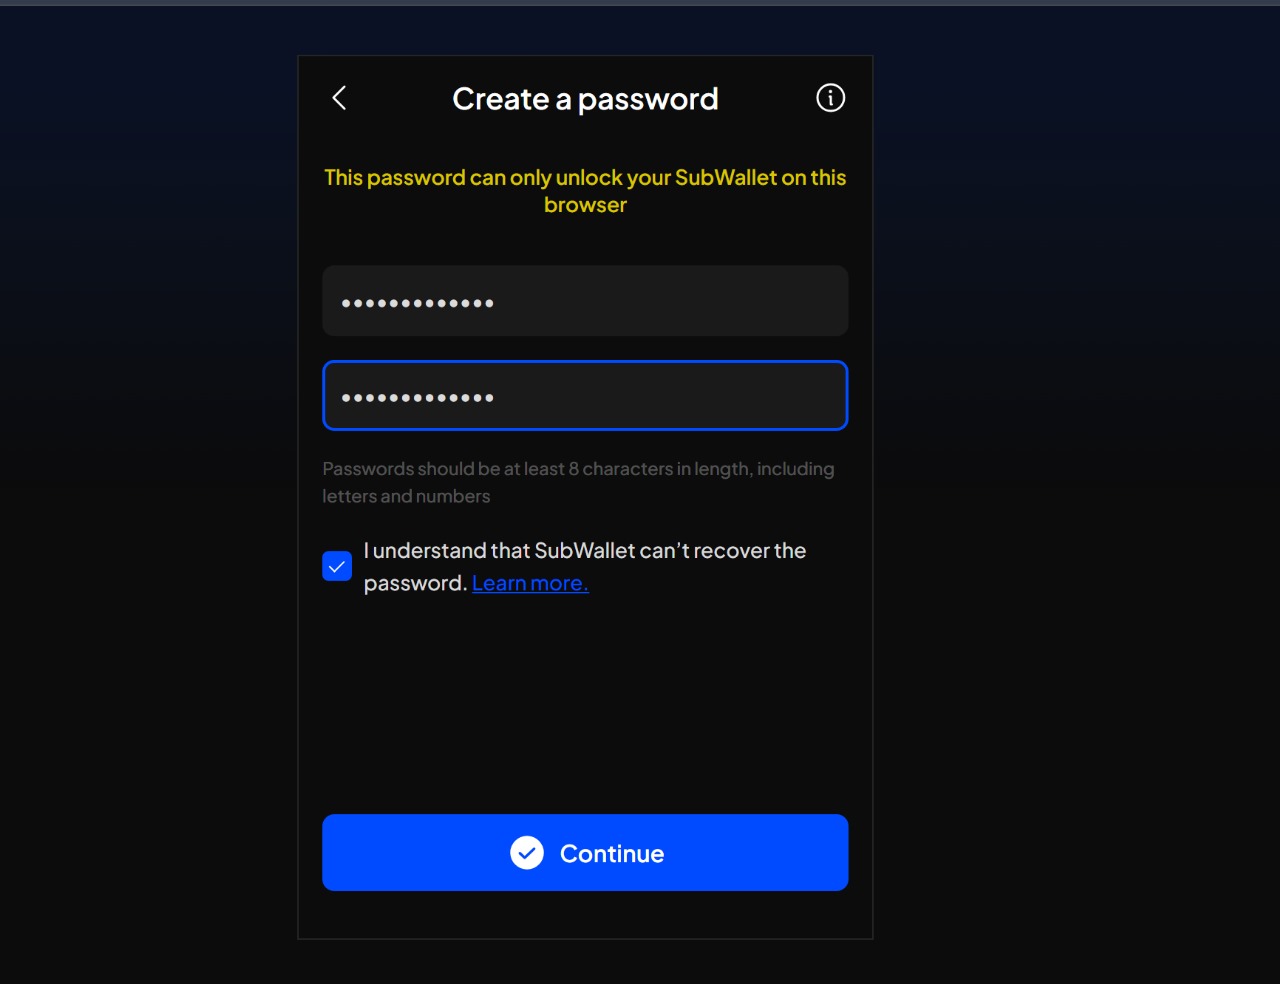 Create a password
This password can only unlock your SubWallet on this
browser
•••••••••••••
•••••••••••••
Passwords should be at least 8 characters in length, including
letters and numbers
I understand that SubWallet can’t recover the
password. Learn more.
Continue